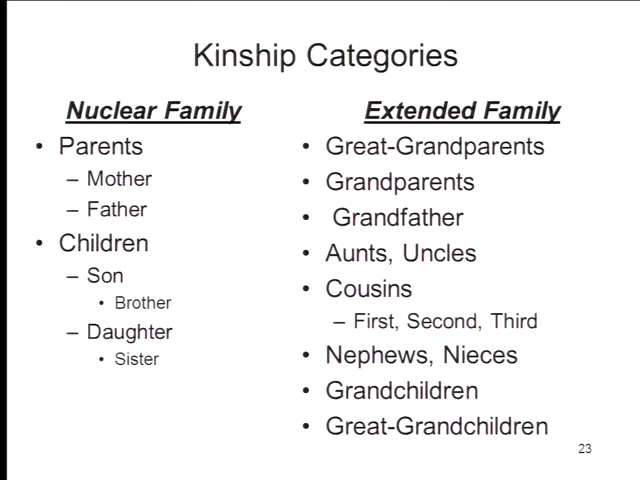 Kinship Categories
Nuclear Family
• Parents
– Mother
– Father
• Children
– Son
• Brother
– Daughter
• Sister
Extended Family
• Great-Grandparents
• Grandparents
• Grandfather
• Aunts, Uncles
• Cousins
– First, Second, Third
• Nephews, Nieces
• Grandchildren
• Great-Grandchildren
23